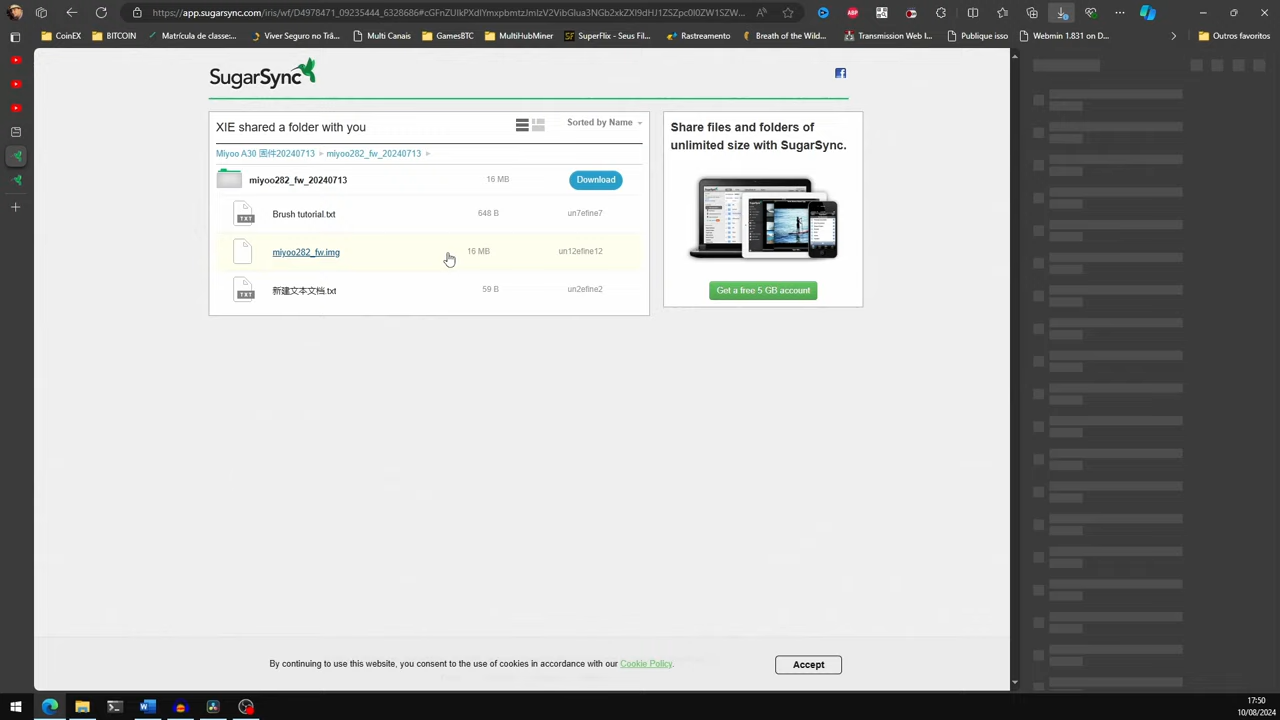 https://app.sugarsync.com/iris/wf/D4978471_09235444_6328686#cGFnZUlkPXdlYmxpbmtzJmlzV2VibGlua3NGb2xkZXI9dHJ1ZSZpc0l0ZW1SZW...
CoinEX
BITCOIN
Matrícula de classe...
Viver Seguro no Trâ...
Multi Canais
GamesBTC
MultiHubMiner
SF SuperFlix - Seus Fil...
Rastreamento
Breath of the Wild...
Transmission Web I...
Publique isso
Webmin 1.831 on D...
Outros favoritos
SugarSync
XIE shared a folder with you
Sorted by Name
Miyoo A30 固件20240713 » miyoo282_fw_20240713 »
miyoo282_fw_20240713
16 MB
Download
TXT
Brush tutorial.txt
648 B
un7efine7
miyoo282_fw.img
16 MB
un12efine12
TXT
新建文本文档.txt
59 B
un2efine2
Share files and folders of
unlimited size with SugarSync.
Get a free 5 GB account
By continuing to use this website, you consent to the use of cookies in accordance with our Cookie Policy.
Accept
17:50
10/08/2024